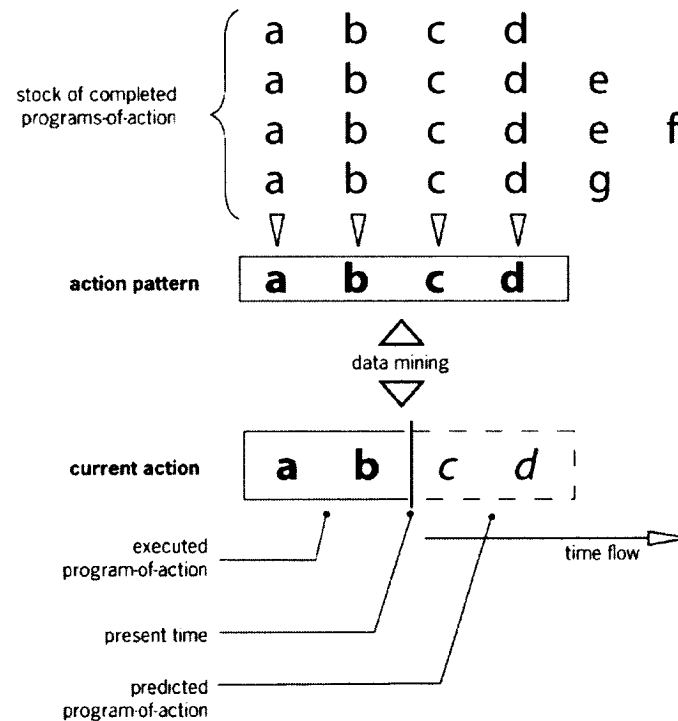 a b c d
a b c d e
stock of completed
programs-of-action
a b c d e f
a b c d g
action pattern a b c d
data mining
current action a b c d
executed
program-of-action
time flow
present time
predicted
program-of-action